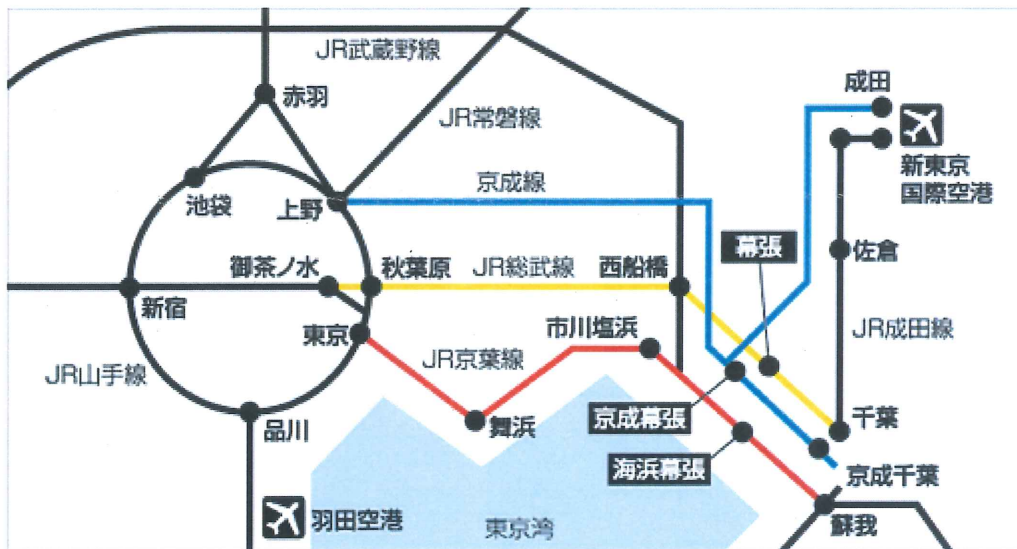 JR武蔵野線
成田
赤羽
JR常磐線
新東京
国際空港
京成線
池袋
上野
幕張
佐倉
御茶ノ水
秋葉原
JR総武線
西船橋
新宿
東京
市川塩浜
JR成田線
JR京葉線
JR山手線
京成幕張
千葉
品川
舞浜
海浜幕張
京成千葉
羽田空港
東京湾
蘇我